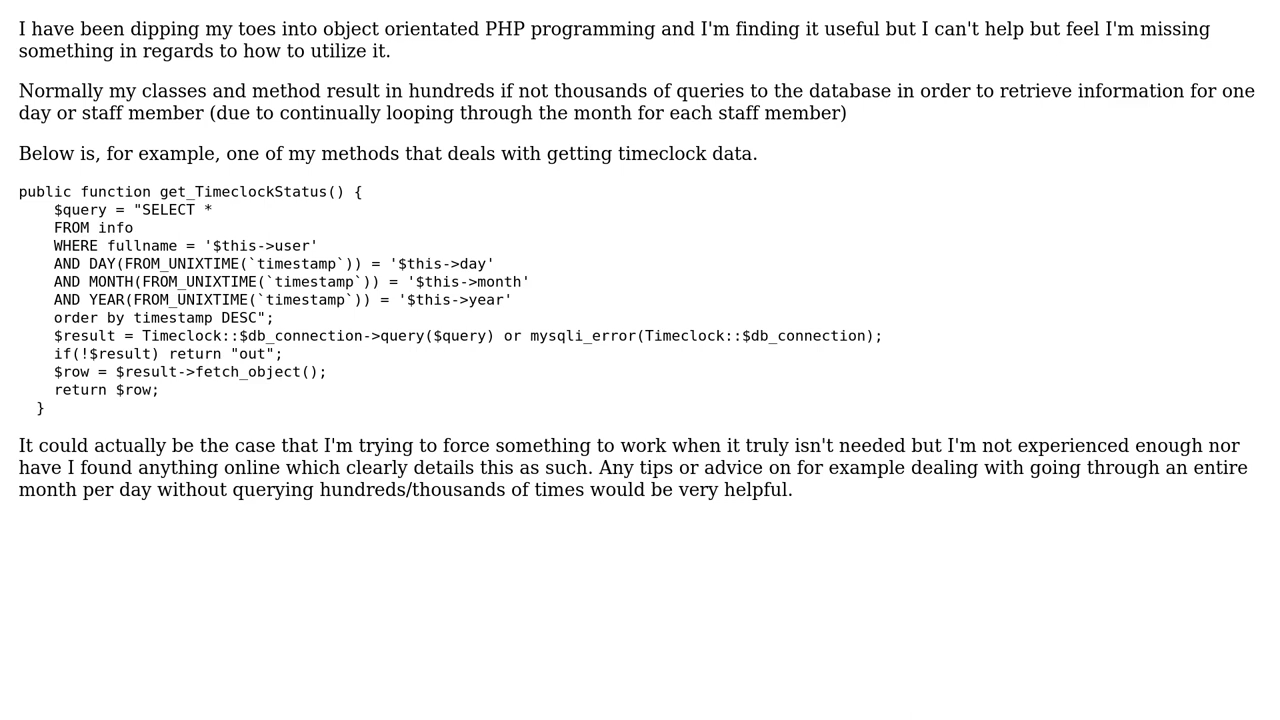 I have been dipping my toes into object orientated PHP programming and I'm finding it useful but I can't help but feel I'm missing
something in regards to how to utilize it.
Normally my classes and method result in hundreds if not thousands of queries to the database in order to retrieve information for one
day or staff member (due to continually looping through the month for each staff member)
Below is, for example, one of my methods that deals with getting timeclock data.
public function get_TimeclockStatus() {
    $query = "SELECT *
    FROM info
    WHERE fullname = '$this->user'
    AND DAY(FROM_UNIXTIME(`timestamp`)) = '$this->day'
    AND MONTH(FROM_UNIXTIME(`timestamp`)) = '$this->month'
    AND YEAR(FROM_UNIXTIME(`timestamp`)) = '$this->year'
    order by timestamp DESC";
    $result = Timeclock::$db_connection->query($query) or mysqli_error(Timeclock::$db_connection);
    if(!$result) return "out";
    $row = $result->fetch_object();
    return $row;
  }
It could actually be the case that I'm trying to force something to work when it truly isn't needed but I'm not experienced enough nor
have I found anything online which clearly details this as such. Any tips or advice on for example dealing with going through an entire
month per day without querying hundreds/thousands of times would be very helpful.